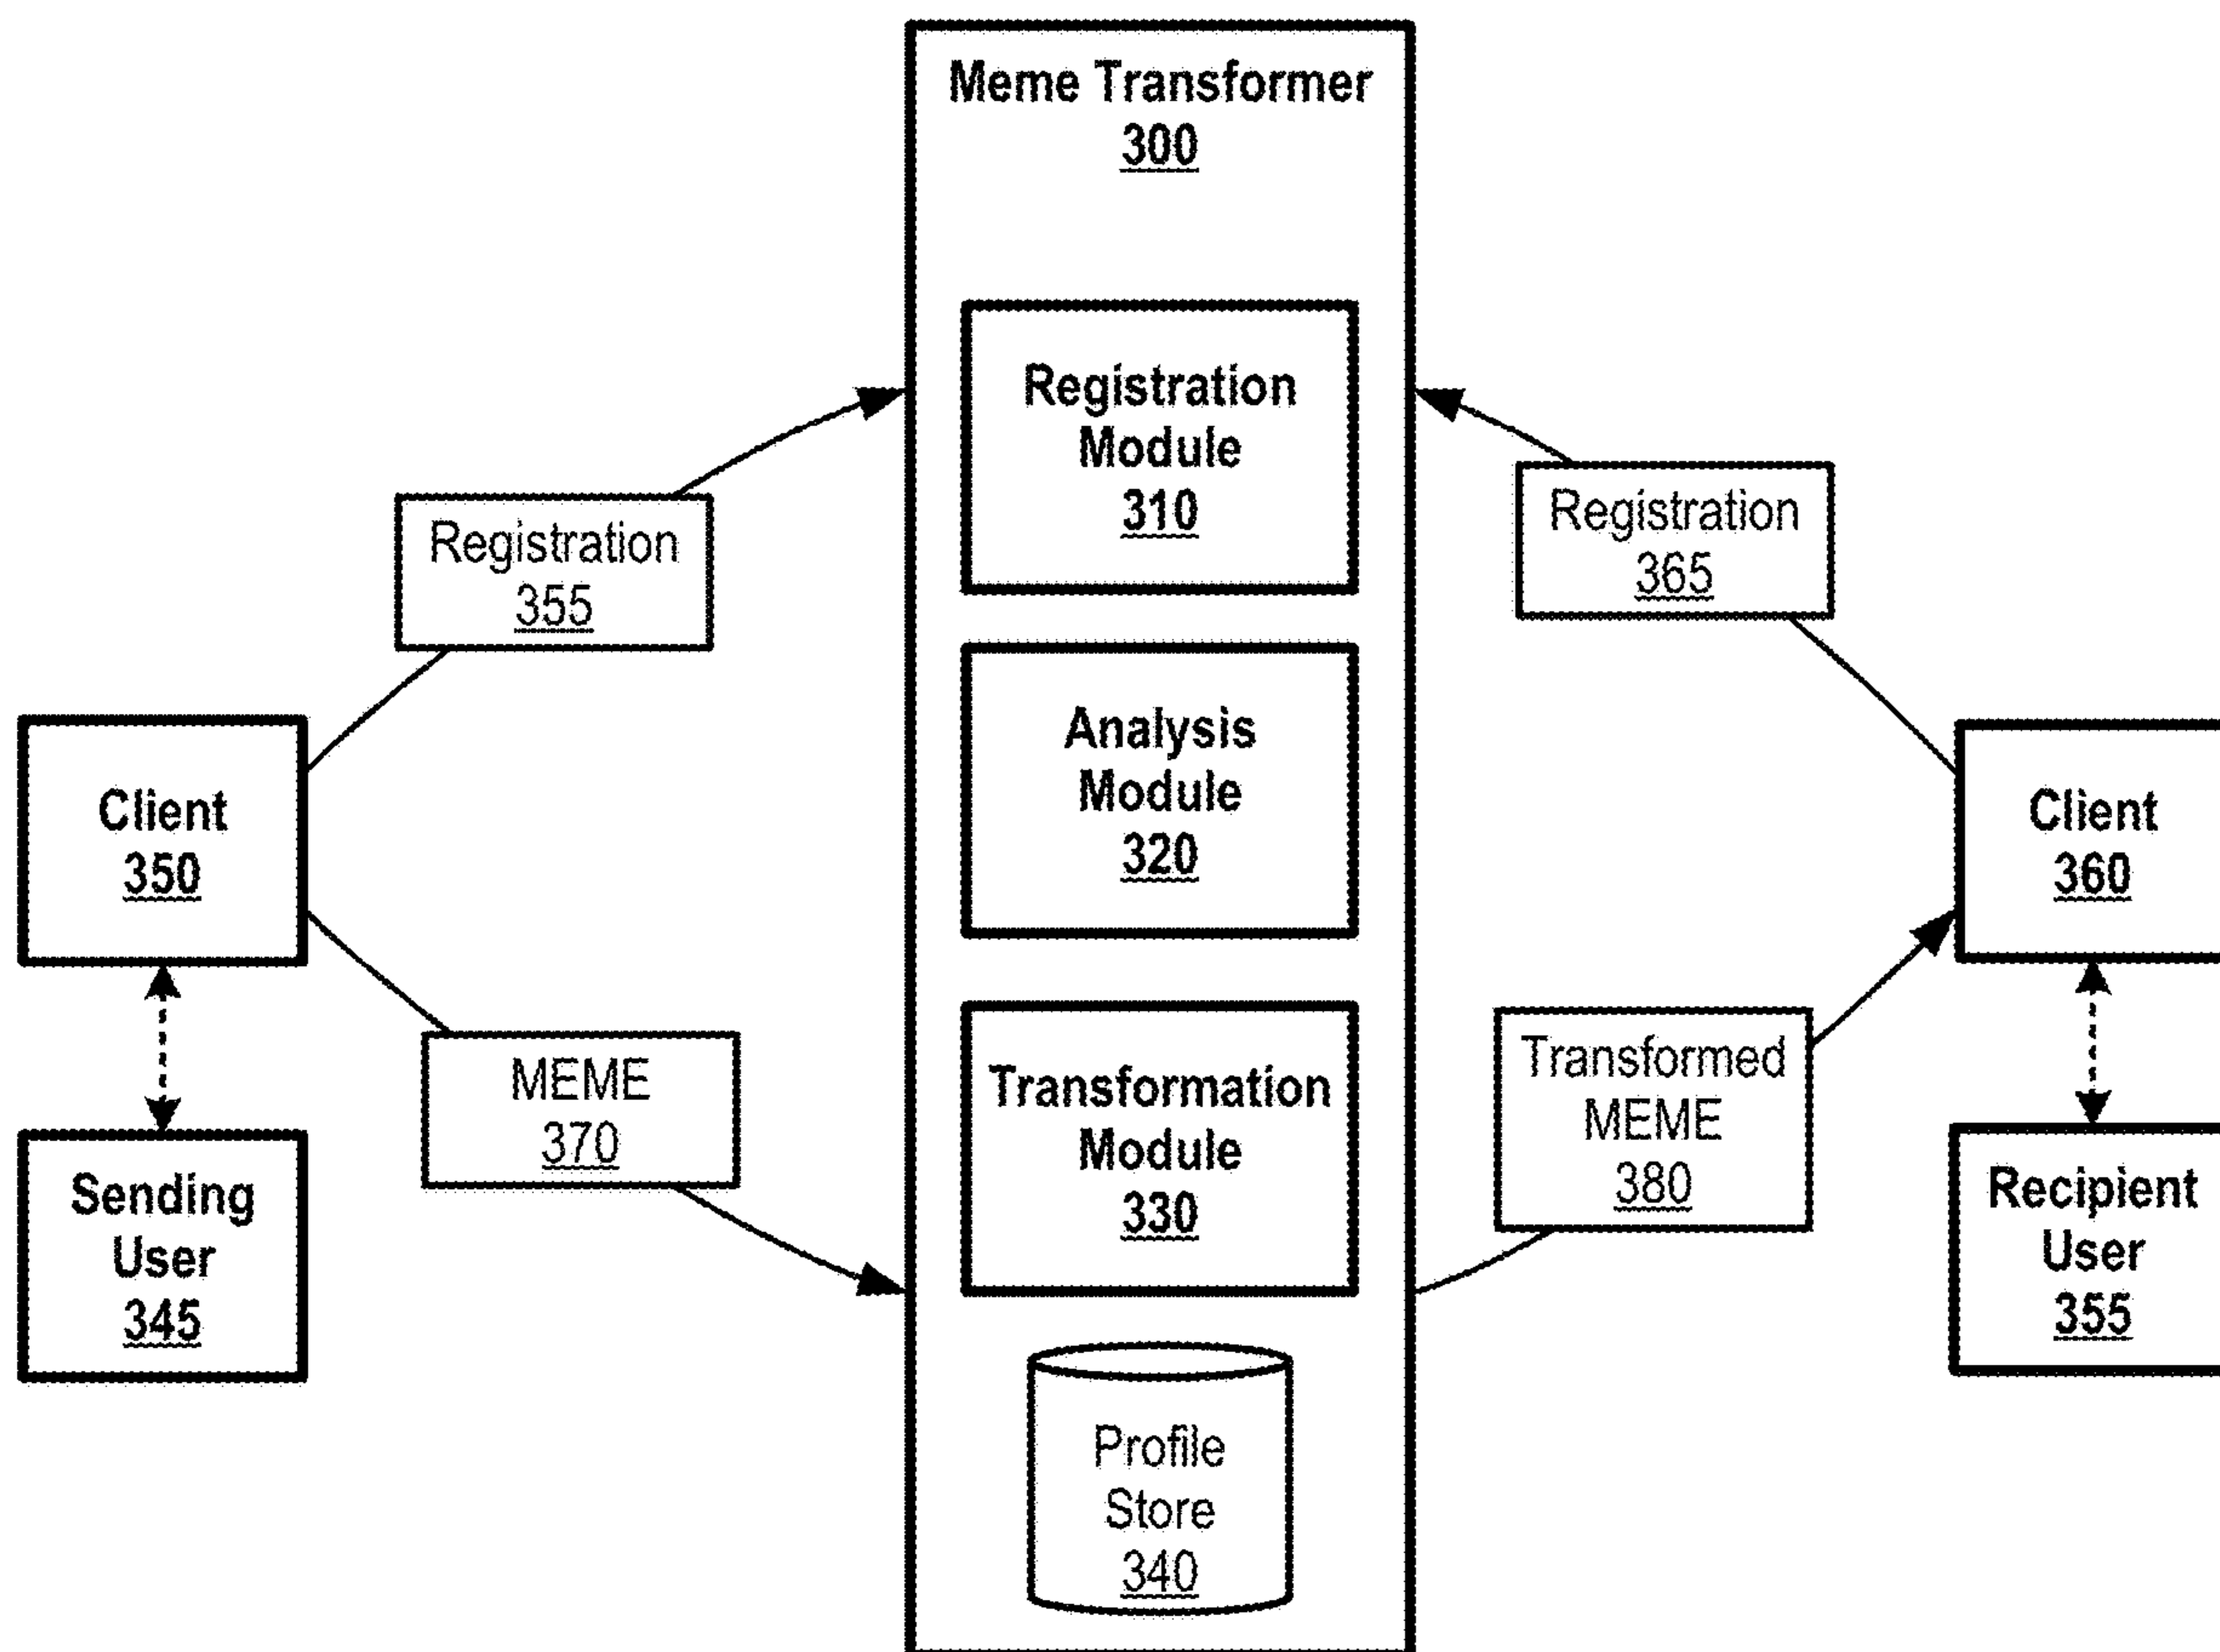 Meme Transformer
300
Registration
Module
310
Registration
355
Registration
365
Analysis
Module
320
Client
350
Client
360
MEME
370
Transformation
Module
330
Transformed
MEME
380
Sending
User
345
Recipient
User
355
Profile
Store
340